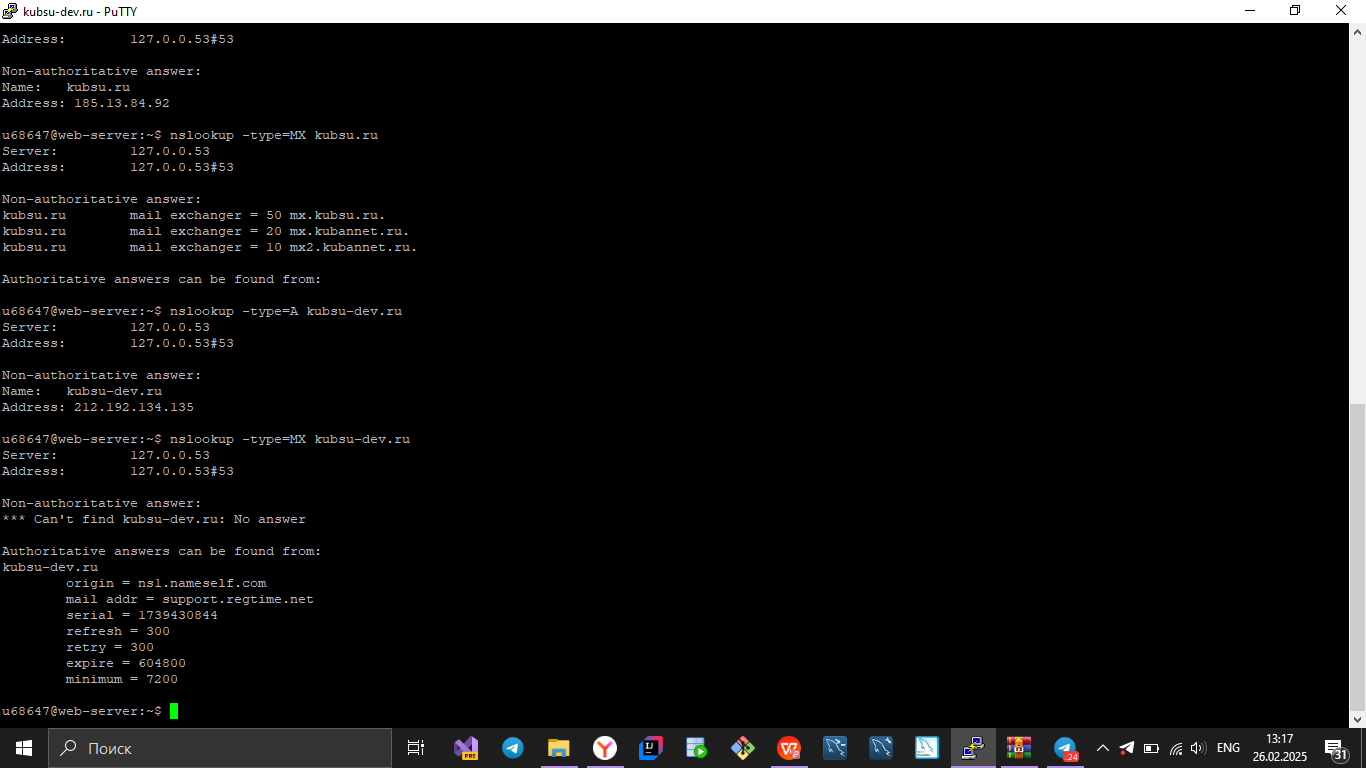 kubsu-dev.ru - PuTTY
Address:        127.0.0.53#53
Non-authoritative answer:
Name:   kubsu.ru
Address: 185.13.84.92
u68647@web-server:~$ nslookup -type=MX kubsu.ru
Server:         127.0.0.53
Address:        127.0.0.53#53
Non-authoritative answer:
kubsu.ru        mail exchanger = 50 mx.kubsu.ru.
kubsu.ru        mail exchanger = 20 mx.kubannet.ru.
kubsu.ru        mail exchanger = 10 mx2.kubannet.ru.
Authoritative answers can be found from:
u68647@web-server:~$ nslookup -type=A kubsu-dev.ru
Server:         127.0.0.53
Address:        127.0.0.53#53
Non-authoritative answer:
Name:   kubsu-dev.ru
Address: 212.192.134.135
u68647@web-server:~$ nslookup -type=MX kubsu-dev.ru
Server:         127.0.0.53
Address:        127.0.0.53#53
Non-authoritative answer:
*** Can't find kubsu-dev.ru: No answer
Authoritative answers can be found from:
kubsu-dev.ru
        origin = ns1.nameself.com
        mail addr = support.regtime.net
        serial = 1739430844
        refresh = 300
        retry = 300
        expire = 604800
        minimum = 7200
u68647@web-server:~$
Поиск
PRE
24
ENG
13:17
26.02.2025
31